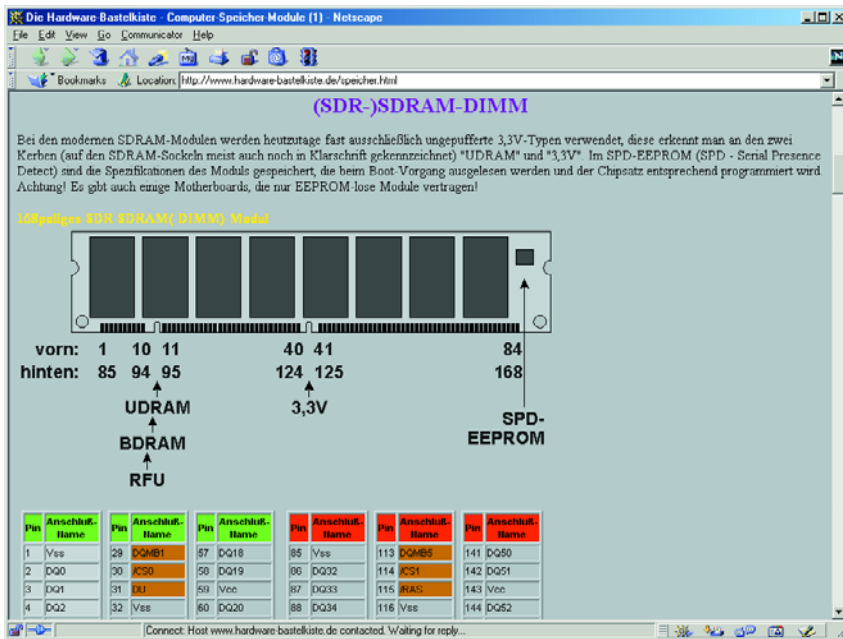 Die Hardware-Bastelkiste - Computer-Speicher-Module (1) - Netscape
File Edit View Go Communicator Help
Bookmarks Location: http://www.hardware-bastelkiste.de/speicher.html
(SDR-)SDRAM-DIMM
Bei den modernen SDRAM-Modulen werden heutzutage fast ausschließlich ungepufferte 3,3V-Typen verwendet, diese erkennt man an den zwei
Kerben (auf den SDRAM-Sockeln meist auch noch in Klarschrift gekennzeichnet) "UDRAM" und "3,3V". Im SPD-EEPROM (SPD - Serial Presence
Detect) sind die Spezifikationen des Moduls gespeichert, die beim Boot-Vorgang ausgelesen werden und der Chipsatz entsprechend programmiert wird.
Achtung! Es gibt auch einige Motherboards, die nur EEPROM-lose Module vertragen!
168poliges SDR SDRAM( DIMM)-Modul
vorn: 1 10 11 40 41 84
hinten: 85 94 95 124 125 168
UDRAM 3,3V SPD-
BDRAM EEPROM
RFU
Pin Anschluß- Pin Anschluß- Pin Anschluß- Pin Anschluß- Pin Anschluß- Pin Anschluß-
Name Name Name Name Name Name
1 Vss 29 DQMB1 57 DQ18 85 Vss 113 DQMB5 141 DQ50
2 DQ0 30 /CS0 58 DQ19 86 DQ32 114 /CS1 142 DQ51
3 DQ1 31 DU 59 Vcc 87 DQ33 115 /RAS 143 Vcc
4 DQ2 32 Vss 60 DQ20 88 DQ34 116 Vss 144 DQ52
Connect: Host www.hardware-bastelkiste.de contacted. Waiting for reply...